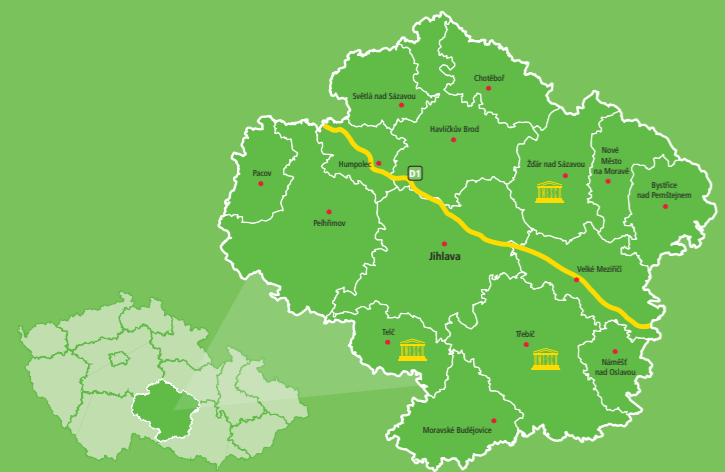 Chotěboř
Světlá nad Sázavou
Havlíčkův Brod
Humpolec
D1
Žďár nad Sázavou
Nové
Město
na Moravě
Bystřice
nad Pernštejnem
Pacov
Pelhřimov
Jihlava
Velké Meziříčí
Telč
Třebíč
Náměšť
nad Oslavou
Moravské Budějovice